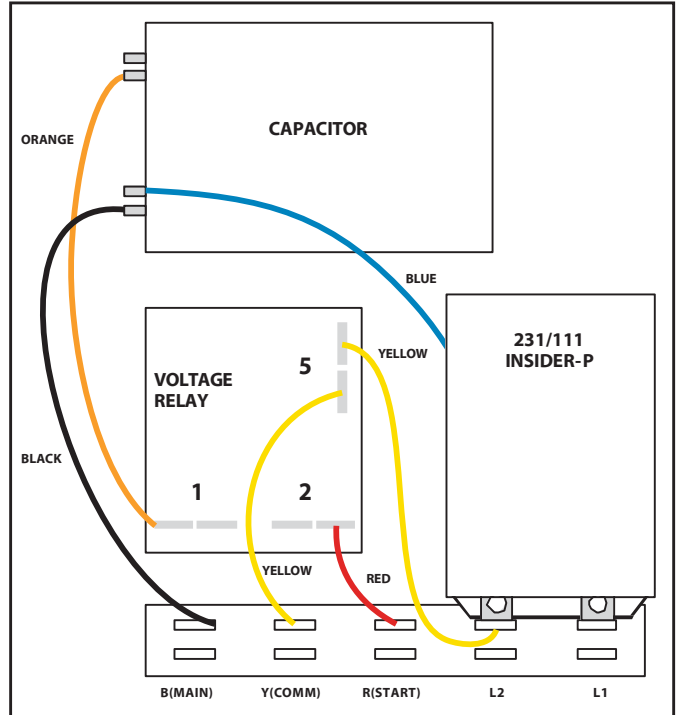 CAPACITOR
ORANGE
BLUE
231/111
INSIDER-P
YELLOW
5
VOLTAGE
RELAY
BLACK
1
2
YELLOW
RED
B(MAIN)
Y(COMM)
R(START)
L2
L1